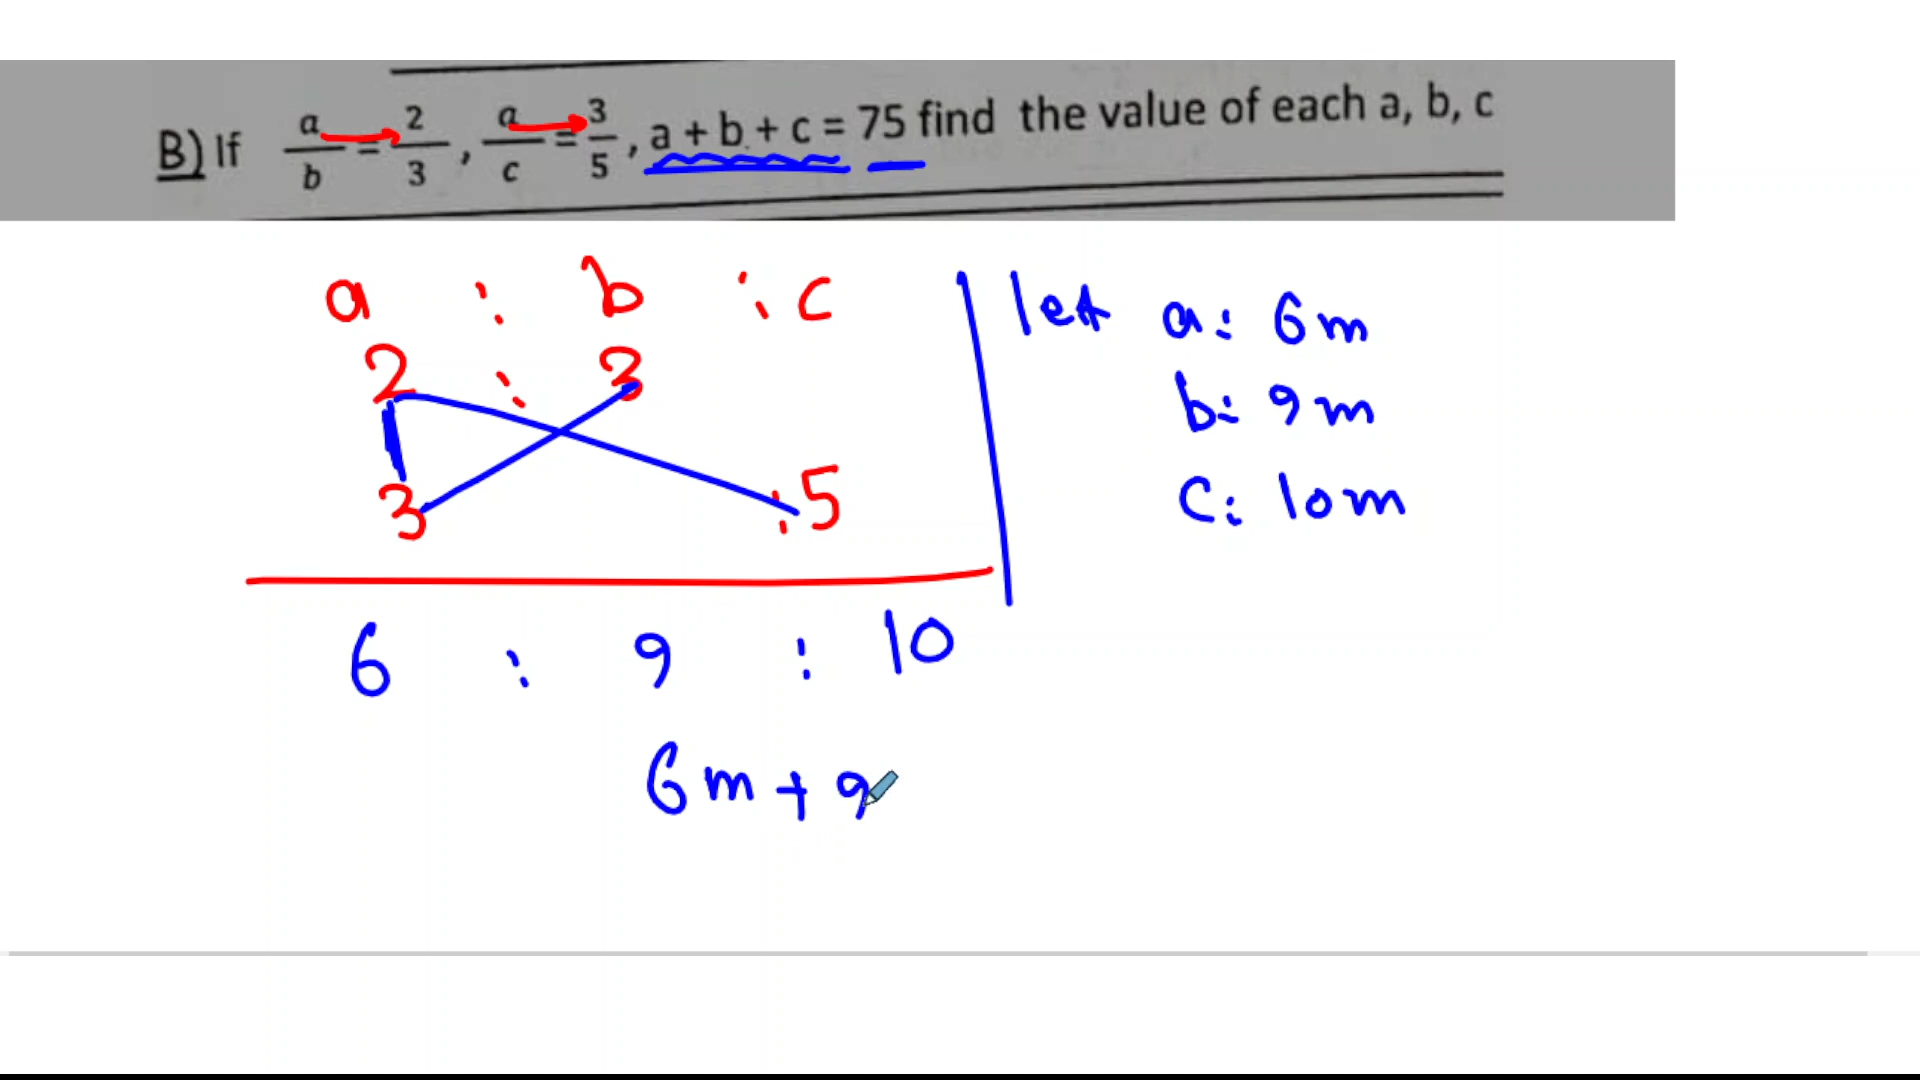 B) If a/b = 2/3 , a/c = 3/5 , a + b + c = 75 find the value of each a, b, c
a : b : c
2 : 3
3 : 5
6 : 9 : 10
let a: 6m
b: 9m
c: 10m
6m + 9